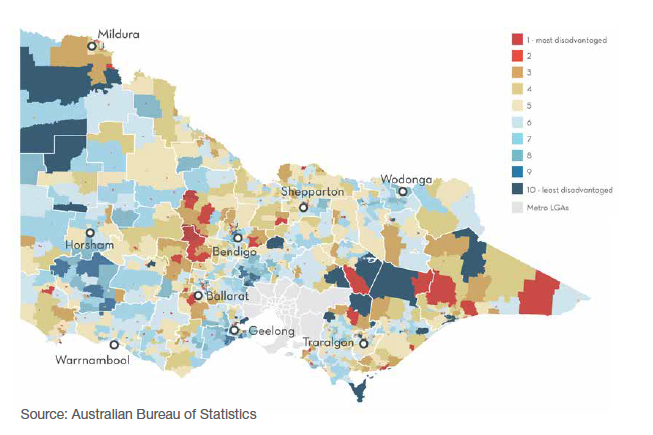 Mildura
1 - most disadvantaged
2
3
4
5
6
7
8
9
10 - least disadvantaged
Metro LGAs
Wodonga
Shepparton
Horsham
Bendigo
Ballarat
Geelong
Traralgon
Warrnambool
Source: Australian Bureau of Statistics